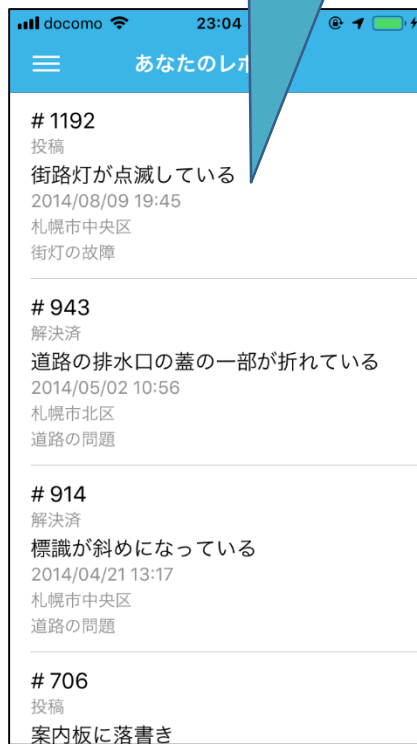 docomo 23:04
あなたのレ
# 1192
投稿
街路灯が点滅している
2014/08/09 19:45
札幌市中央区
街灯の故障
# 943
解決済
道路の排水口の蓋の一部が折れている
2014/05/02 10:56
札幌市北区
道路の問題
# 914
解決済
標識が斜めになっている
2014/04/21 13:17
札幌市中央区
道路の問題
# 706
投稿
案内板に落書き